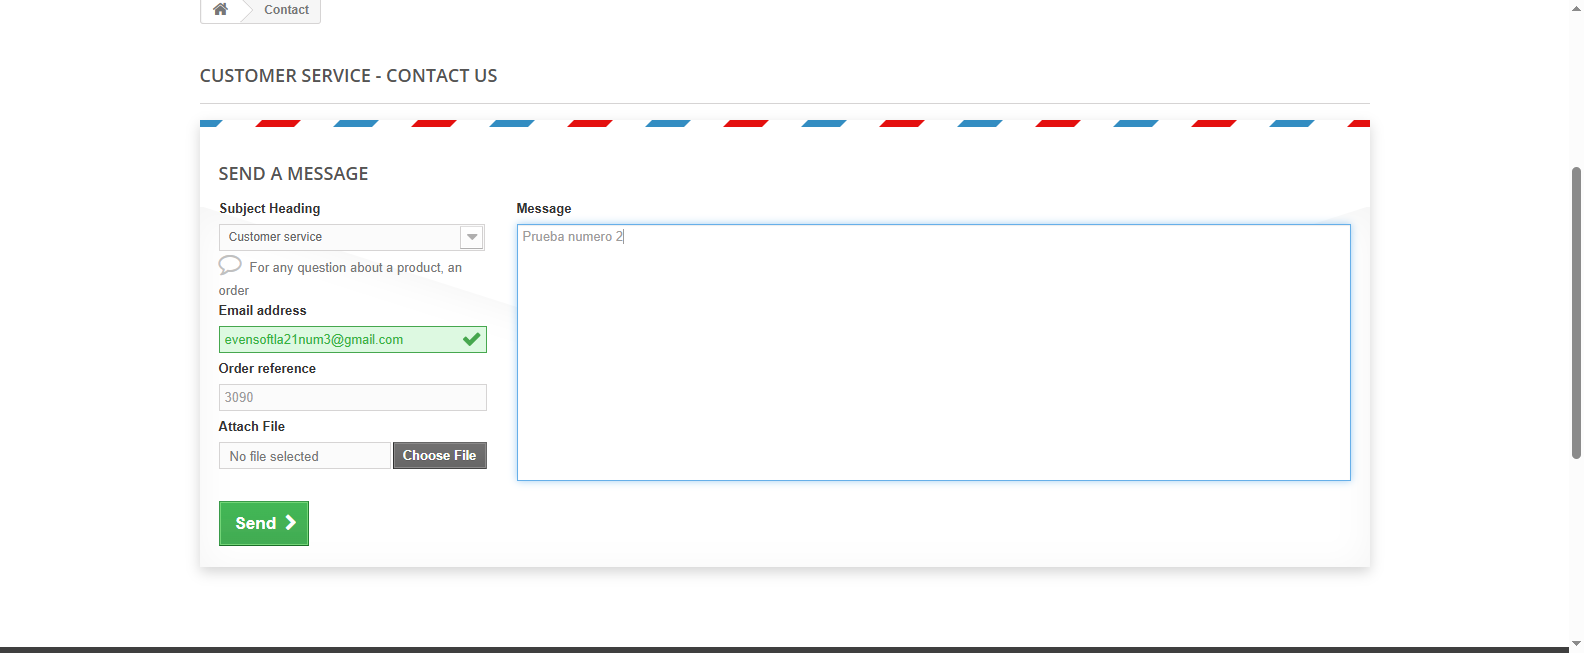 Contact
CUSTOMER SERVICE - CONTACT US
SEND A MESSAGE
Subject Heading
Customer service
For any question about a product, an
order
Email address
evensoftla21num3@gmail.com
Order reference
3090
Attach File
No file selected
Choose File
Send
Message
Prueba numero 2